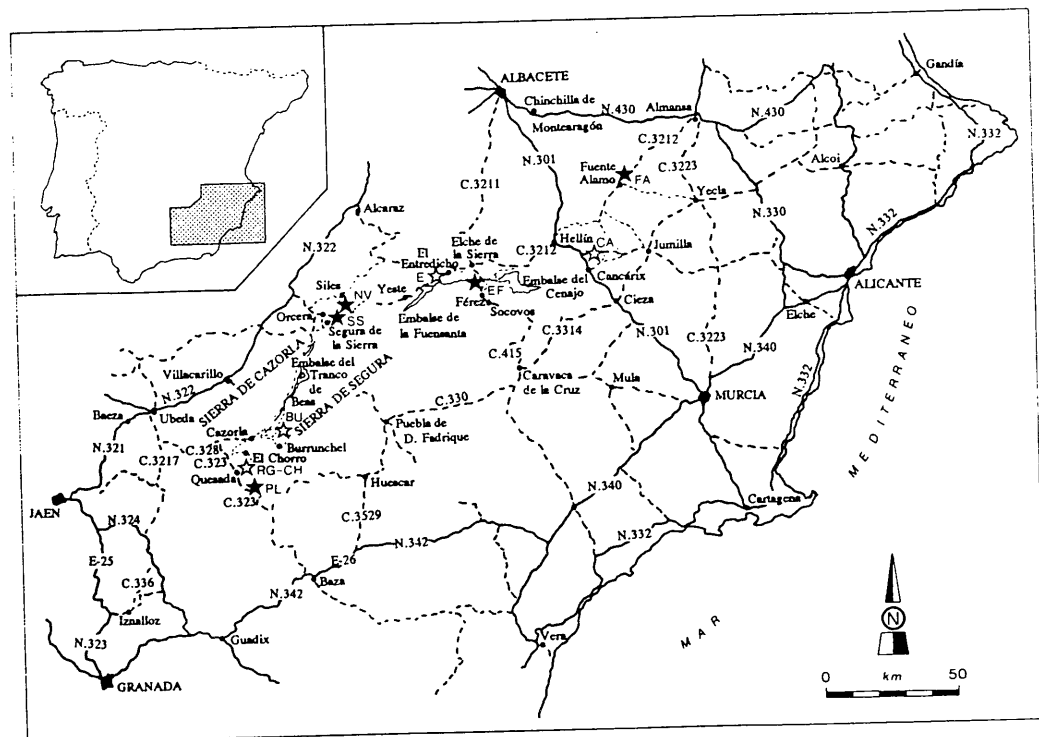 ALBACETE
Chinchilla de
Montearagón
N.430
Almansa
N.430
Gandía
N.332
N.301
C.3212
C.3223
Alcoi
Fuente
Alamo
FA
Yecla
C.3211
N.330
N.332
Alcaraz
N.322
Elche de
la Sierra
C.3212
Hellín
CA
Jumilla
El
Entredicho
E
EF
Embalse del
Cenajo
Cancárix
ALICANTE
Siles
NV
Yeste
Férez
Socovos
Cieza
Elche
Orcera
SS
Segura de
la Sierra
Embalse de
la Fuensanta
C.3314
N.301
C.3223
N.340
C.415
N.332
Villacarillo
N.322
SIERRA DE CAZORLA
Embalse del
Tranco
de
Beas
SIERRA DE SEGURA
Caravaca
de la Cruz
Mula
MURCIA
Baeza
Ubeda
BU
C.330
Puebla de
D. Fadrique
MEDITERRANEO
N.321
Cazorla
C.328
C.323
Burrunchel
El Chorro
RG-CH
C.3217
Quesada
PL
C.323
Huescar
N.340
Cartagena
JAEN
N.324
C.3529
N.332
E-25
E-26
N.342
C.336
Baza
Iznalloz
N.342
N.323
Guadix
Vera
MAR
N
GRANADA
0 km 50